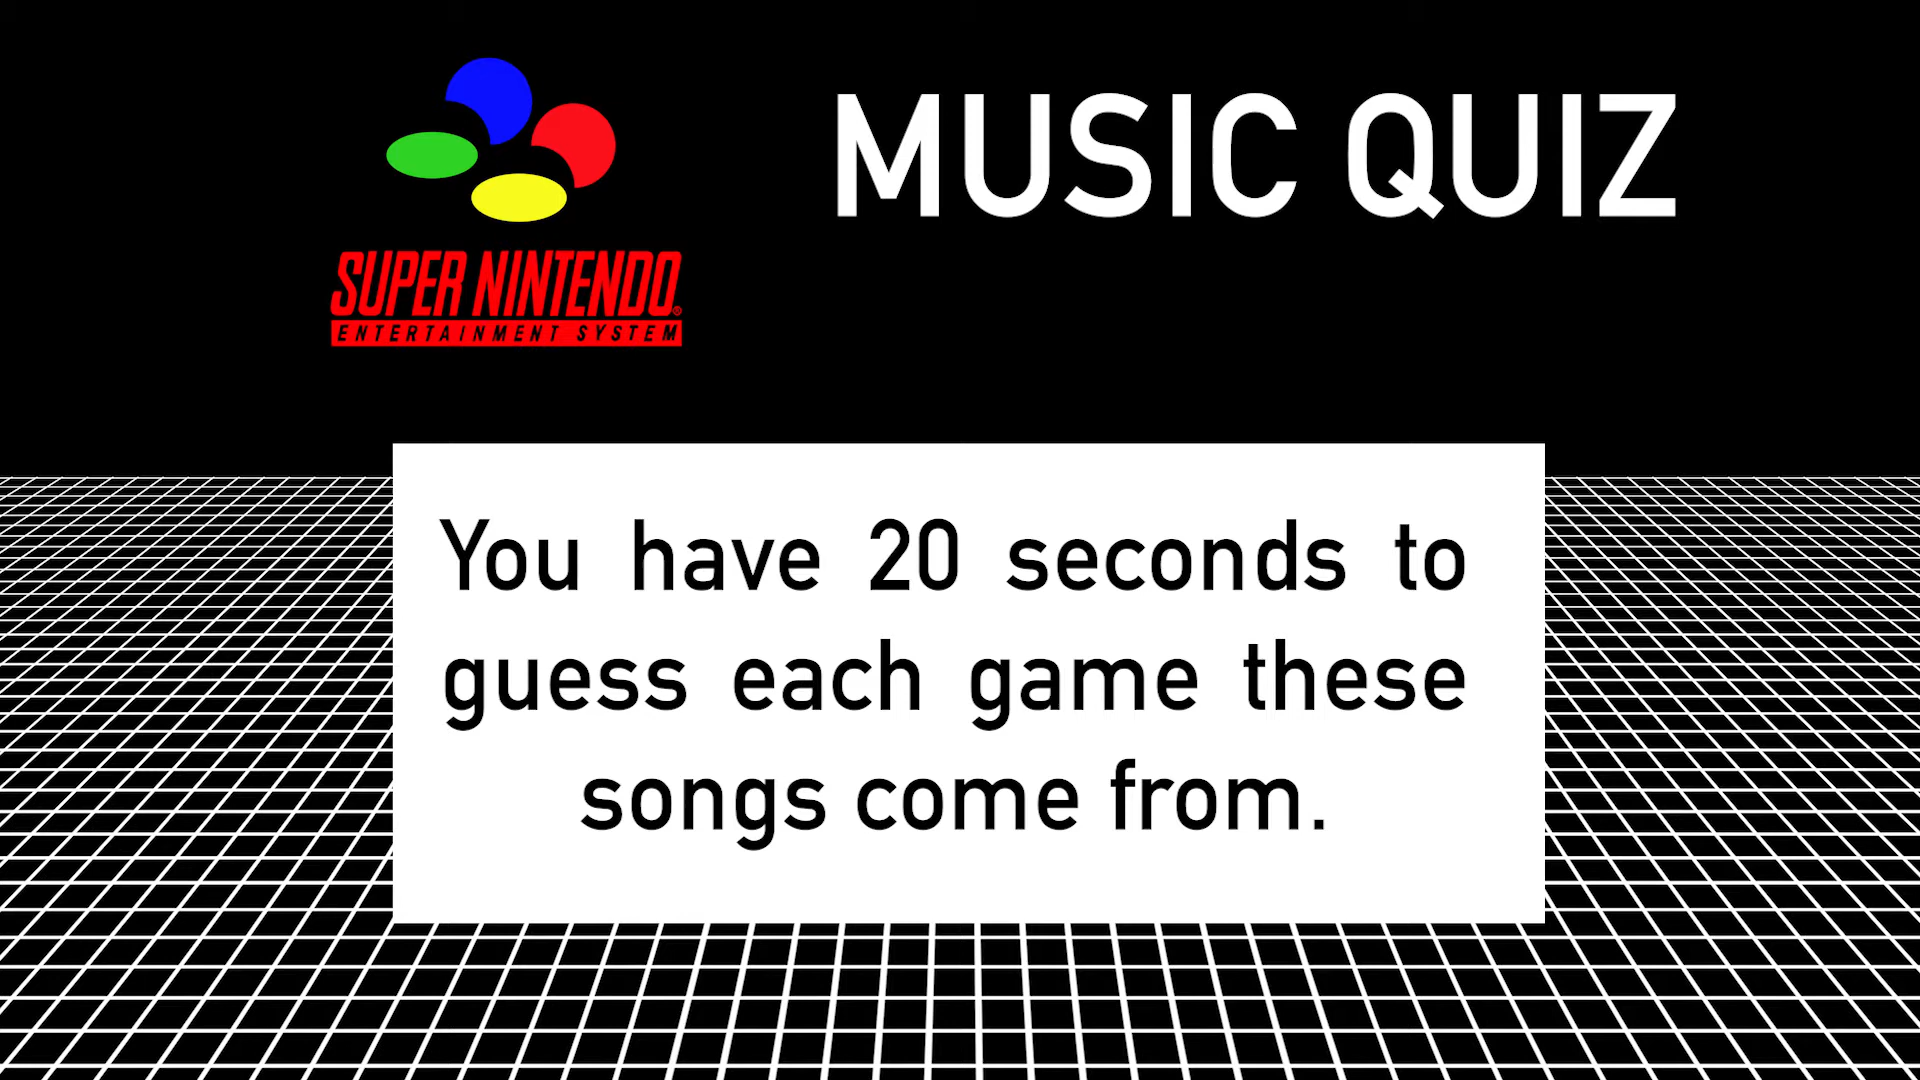 MUSIC QUIZ
SUPER NINTENDO®
ENTERTAINMENT SYSTEM
You have 20 seconds to
guess each game these
songs come from.